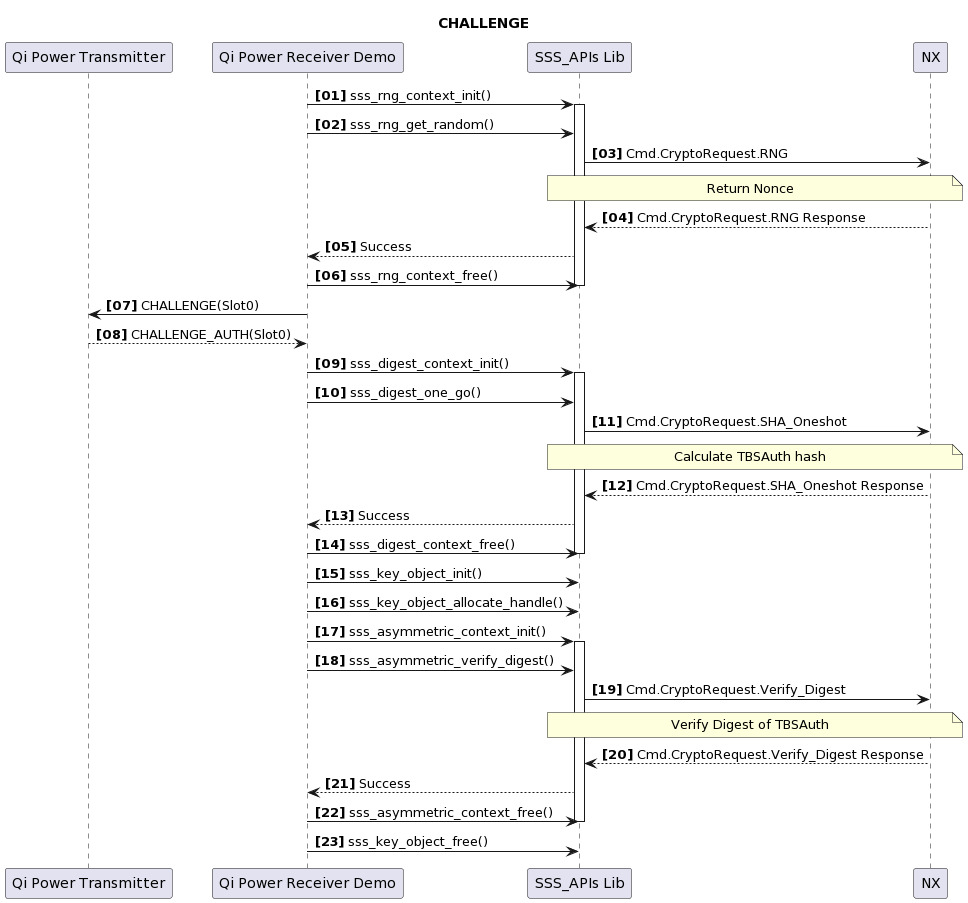 CHALLENGE
Qi Power Transmitter
Qi Power Receiver Demo
SSS_APIs Lib
NX
[01] sss_rng_context_init()
[02] sss_rng_get_random()
[03] Cmd.CryptoRequest.RNG
Return Nonce
[04] Cmd.CryptoRequest.RNG Response
[05] Success
[06] sss_rng_context_free()
[07] CHALLENGE(Slot0)
[08] CHALLENGE_AUTH(Slot0)
[09] sss_digest_context_init()
[10] sss_digest_one_go()
[11] Cmd.CryptoRequest.SHA_Oneshot
Calculate TBSAuth hash
[12] Cmd.CryptoRequest.SHA_Oneshot Response
[13] Success
[14] sss_digest_context_free()
[15] sss_key_object_init()
[16] sss_key_object_allocate_handle()
[17] sss_asymmetric_context_init()
[18] sss_asymmetric_verify_digest()
[19] Cmd.CryptoRequest.Verify_Digest
Verify Digest of TBSAuth
[20] Cmd.CryptoRequest.Verify_Digest Response
[21] Success
[22] sss_asymmetric_context_free()
[23] sss_key_object_free()
Qi Power Transmitter
Qi Power Receiver Demo
SSS_APIs Lib
NX